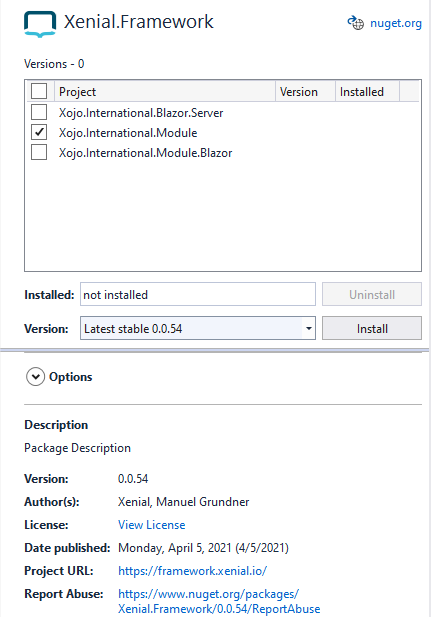 Xenial.Framework
nuget.org
Versions - 0
Project Version Installed
Xojo.International.Blazor.Server
Xojo.International.Module
Xojo.International.Module.Blazor
Installed: not installed Uninstall
Version: Latest stable 0.0.54 Install
Options
Description
Package Description
Version: 0.0.54
Author(s): Xenial, Manuel Grundner
License: View License
Date published: Monday, April 5, 2021 (4/5/2021)
Project URL: https://framework.xenial.io/
Report Abuse: https://www.nuget.org/packages/
Xenial.Framework/0.0.54/ReportAbuse